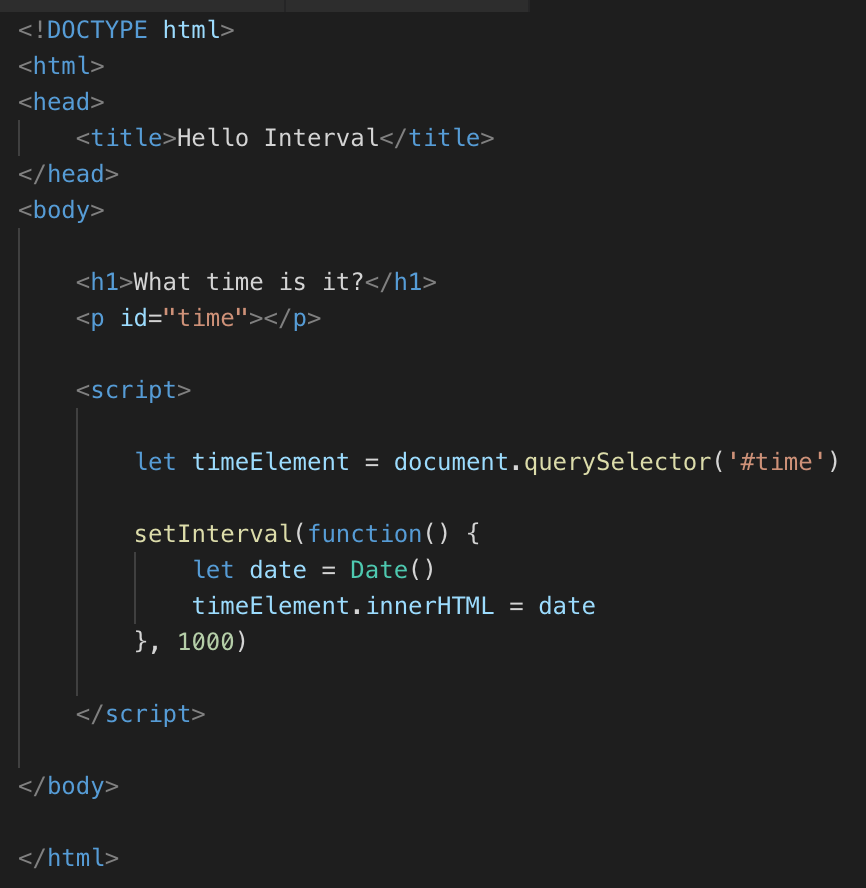 <!DOCTYPE html>
<html>
<head>
    <title>Hello Interval</title>
</head>
<body>

    <h1>What time is it?</h1>
    <p id="time"></p>

    <script>

        let timeElement = document.querySelector('#time')

        setInterval(function() {
            let date = Date()
            timeElement.innerHTML = date
        }, 1000)

    </script>

</body>

</html>